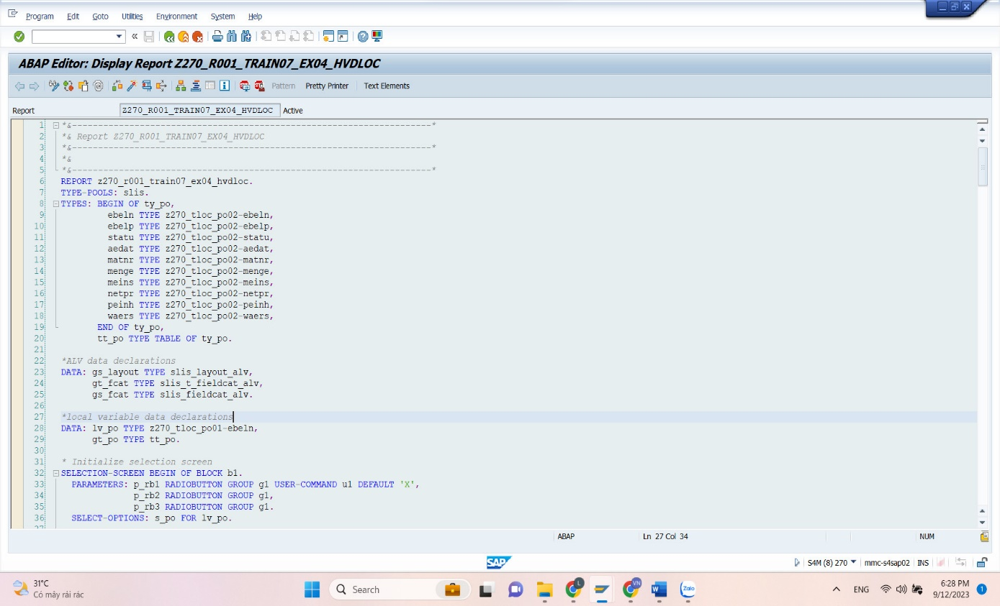 Program Edit Goto Utilities Environment System Help
ABAP Editor: Display Report Z270_R001_TRAIN07_EX04_HVDLOC
Pattern Pretty Printer Text Elements
Report Z270_R001_TRAIN07_EX04_HVDLOC Active
1 *&---------------------------------------------------------------------*
2 *& Report Z270_R001_TRAIN07_EX04_HVDLOC
3 *&---------------------------------------------------------------------*
4 *&
5 *&---------------------------------------------------------------------*
6 REPORT z270_r001_train07_ex04_hvdloc.
7 TYPE-POOLS: slis.
8 TYPES: BEGIN OF ty_po,
9 ebeln TYPE z270_tloc_po02-ebeln,
10 ebelp TYPE z270_tloc_po02-ebelp,
11 statu TYPE z270_tloc_po02-statu,
12 aedat TYPE z270_tloc_po02-aedat,
13 matnr TYPE z270_tloc_po02-matnr,
14 menge TYPE z270_tloc_po02-menge,
15 meins TYPE z270_tloc_po02-meins,
16 netpr TYPE z270_tloc_po02-netpr,
17 peinh TYPE z270_tloc_po02-peinh,
18 waers TYPE z270_tloc_po02-waers,
19 END OF ty_po,
20 tt_po TYPE TABLE OF ty_po.
21
22 *ALV data declarations
23 DATA: gs_layout TYPE slis_layout_alv,
24 gt_fcat TYPE slis_t_fieldcat_alv,
25 gs_fcat TYPE slis_fieldcat_alv.
26
27 *local variable data declarations
28 DATA: lv_po TYPE z270_tloc_po01-ebeln,
29 gt_po TYPE tt_po.
30
31 * Initialize selection screen
32 SELECTION-SCREEN BEGIN OF BLOCK b1.
33 PARAMETERS: p_rb1 RADIOBUTTON GROUP g1 USER-COMMAND u1 DEFAULT 'X',
34 p_rb2 RADIOBUTTON GROUP g1,
35 p_rb3 RADIOBUTTON GROUP g1.
36 SELECT-OPTIONS: s_po FOR lv_po.
37
ABAP Ln 27 Col 34 NUM
SAP S4M (8) 270 mmc-s4sap02 INS
31°C
Có mây rải rác
Search
L
VN
W
Zalo
ENG
6:28 PM
9/12/2023
1